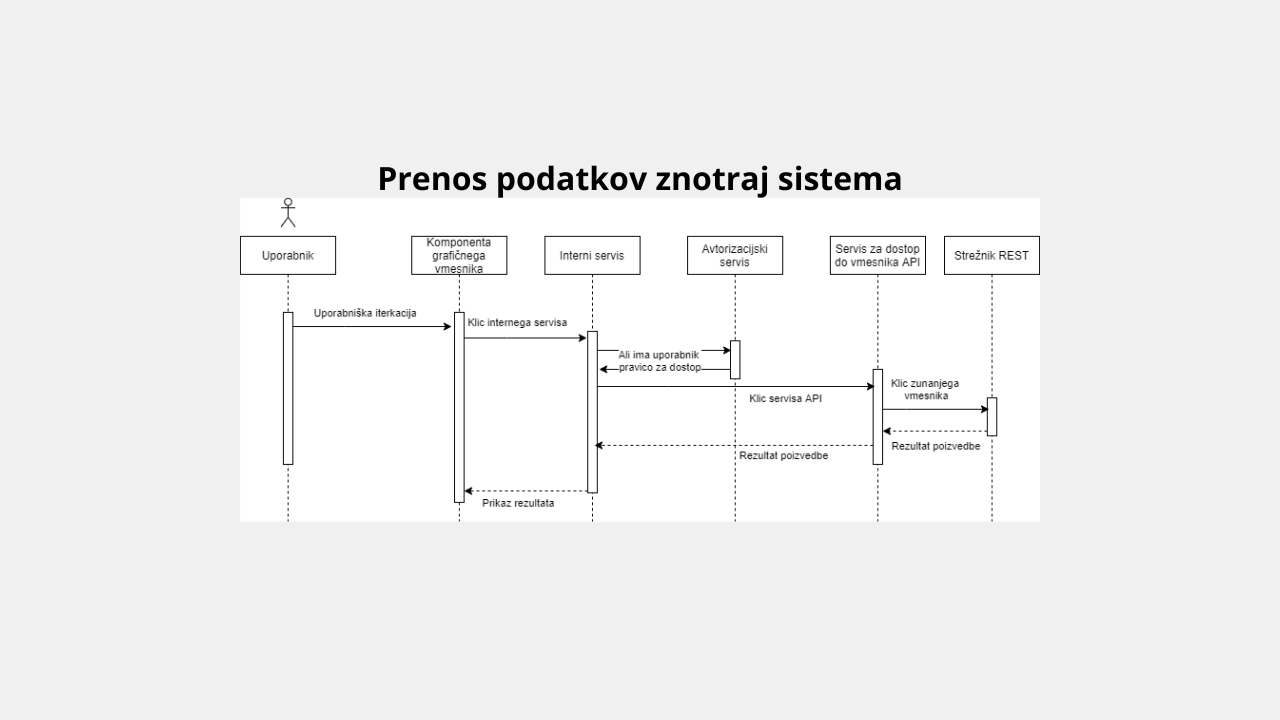 Prenos podatkov znotraj sistema
Uporabnik
Komponenta
grafičnega
vmesnika
Interni servis
Avtorizacijski
servis
Servis za dostop
do vmesnika API
Strežnik REST
Uporabniška iterkacija
Klic internega servisa
Ali ima uporabnik
pravico za dostop
Klic servisa API
Klic zunanjega
vmesnika
Rezultat poizvedbe
Rezultat poizvedbe
Prikaz rezultata